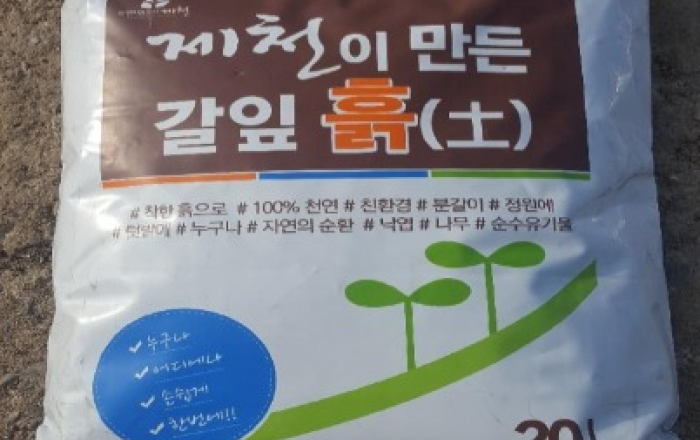 제천이 만든
갈잎 흙(土)
# 착한 흙으로 # 100% 천연 # 친환경 # 분갈이 # 정원에
# 텃밭에 # 누구나 # 자연의 순환 # 낙엽 # 나무 # 순수유기물
✓ 누구나
✓ 어디에나
✓ 손쉽게
✓ 한번에!!
20